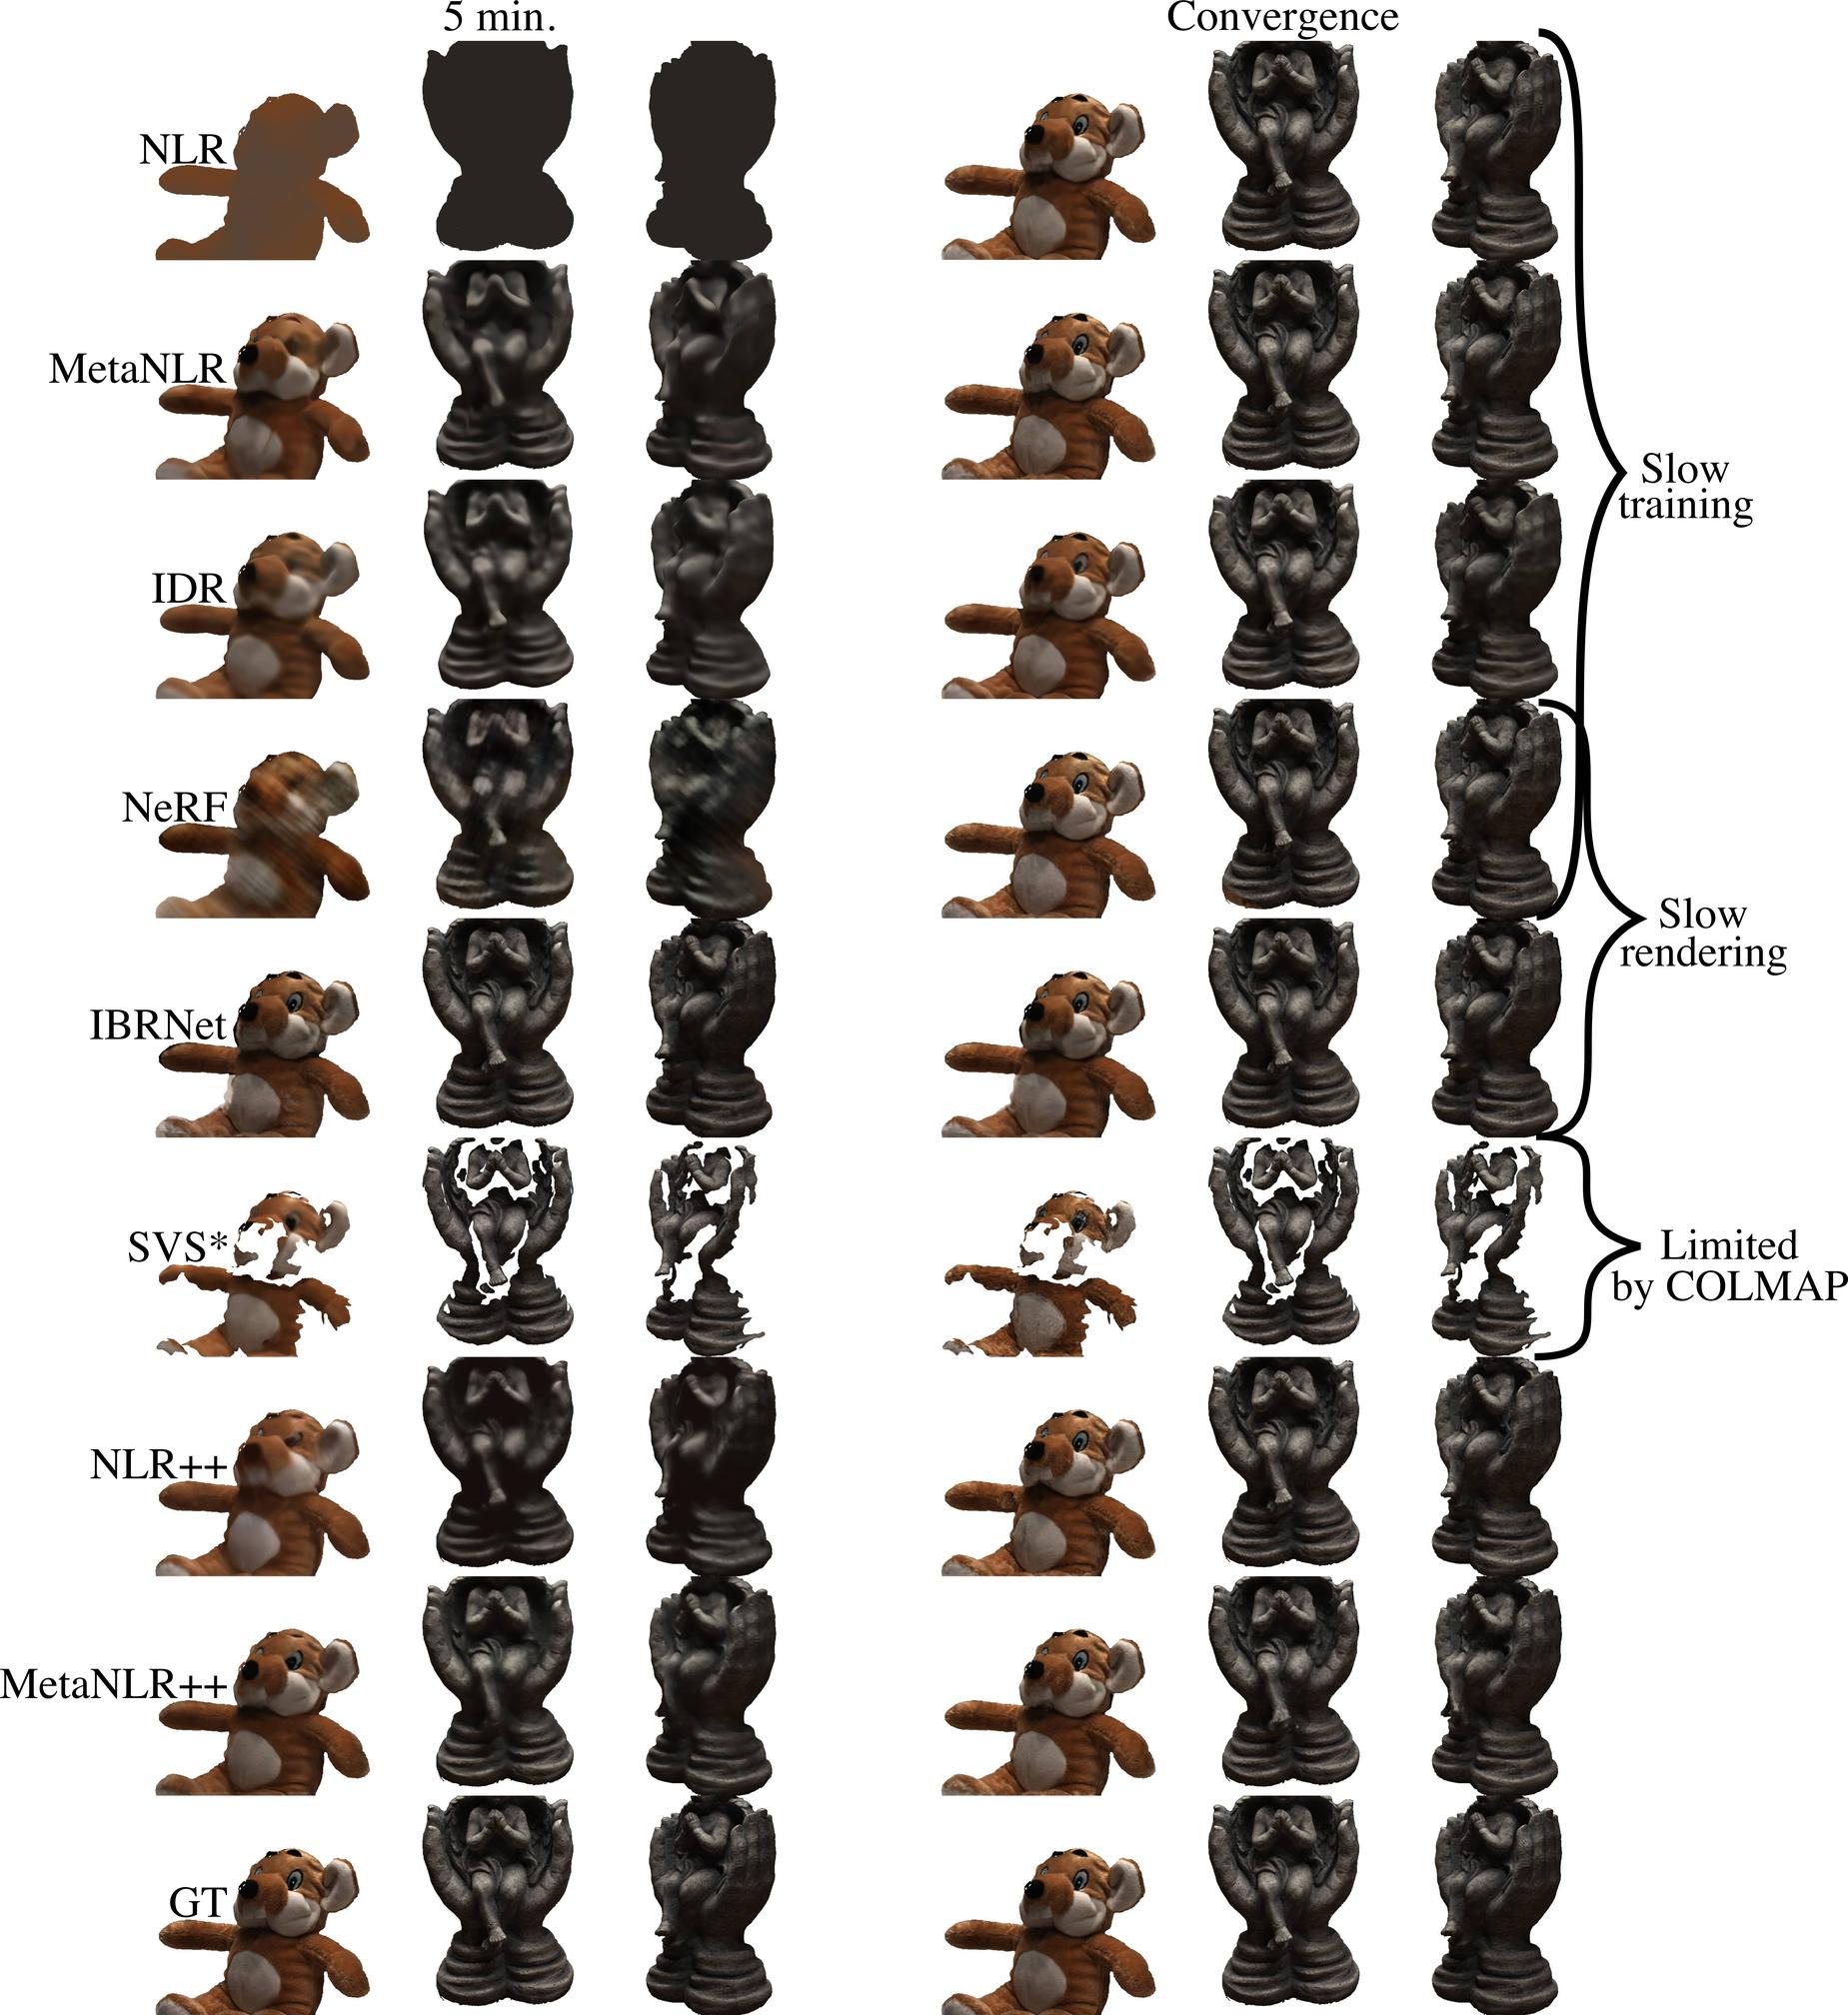 5 min.
Convergence
NLR
MetaNLR
IDR
Slow
training
NeRF
IBRNet
Slow
rendering
SVS*
Limited
by COLMAP
NLR++
MetaNLR++
GT